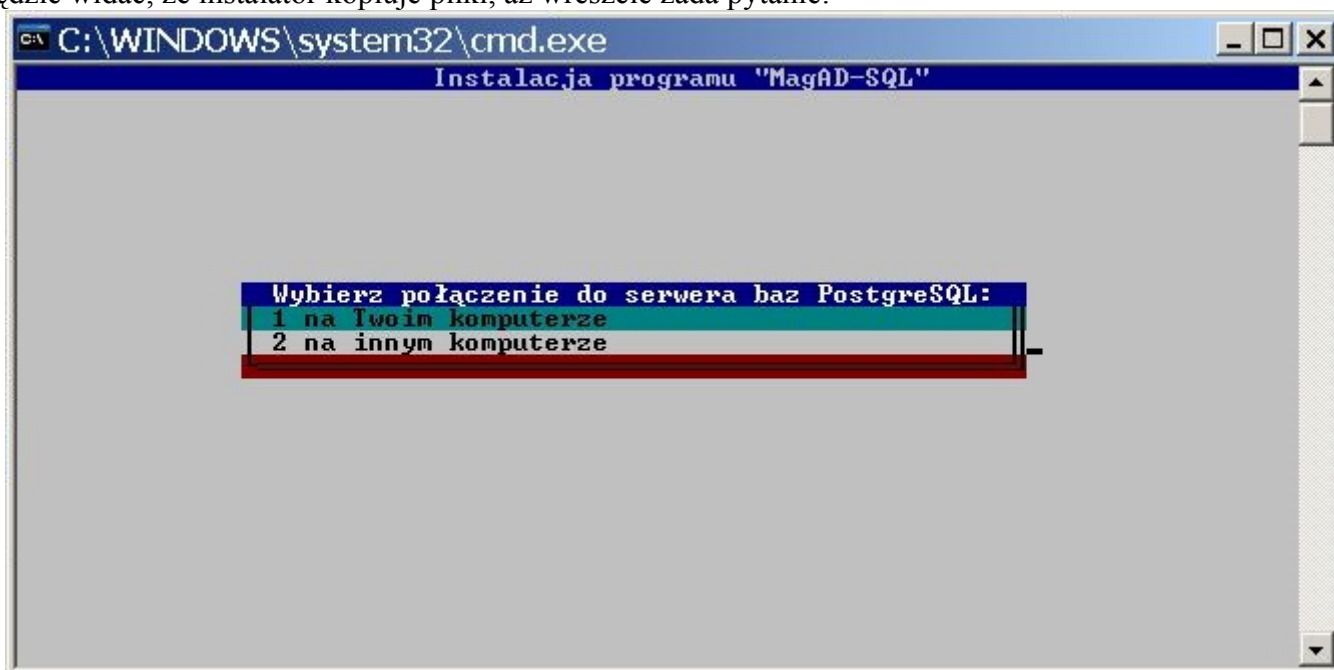 widać, że instalator kopiuje pliki, aż wreszcie zada pytanie:
C:\WINDOWS\system32\cmd.exe
Instalacja programu "MagAD-SQL"
Wybierz połączenie do serwera baz PostgreSQL:
1 na Twoim komputerze
2 na innym komputerze